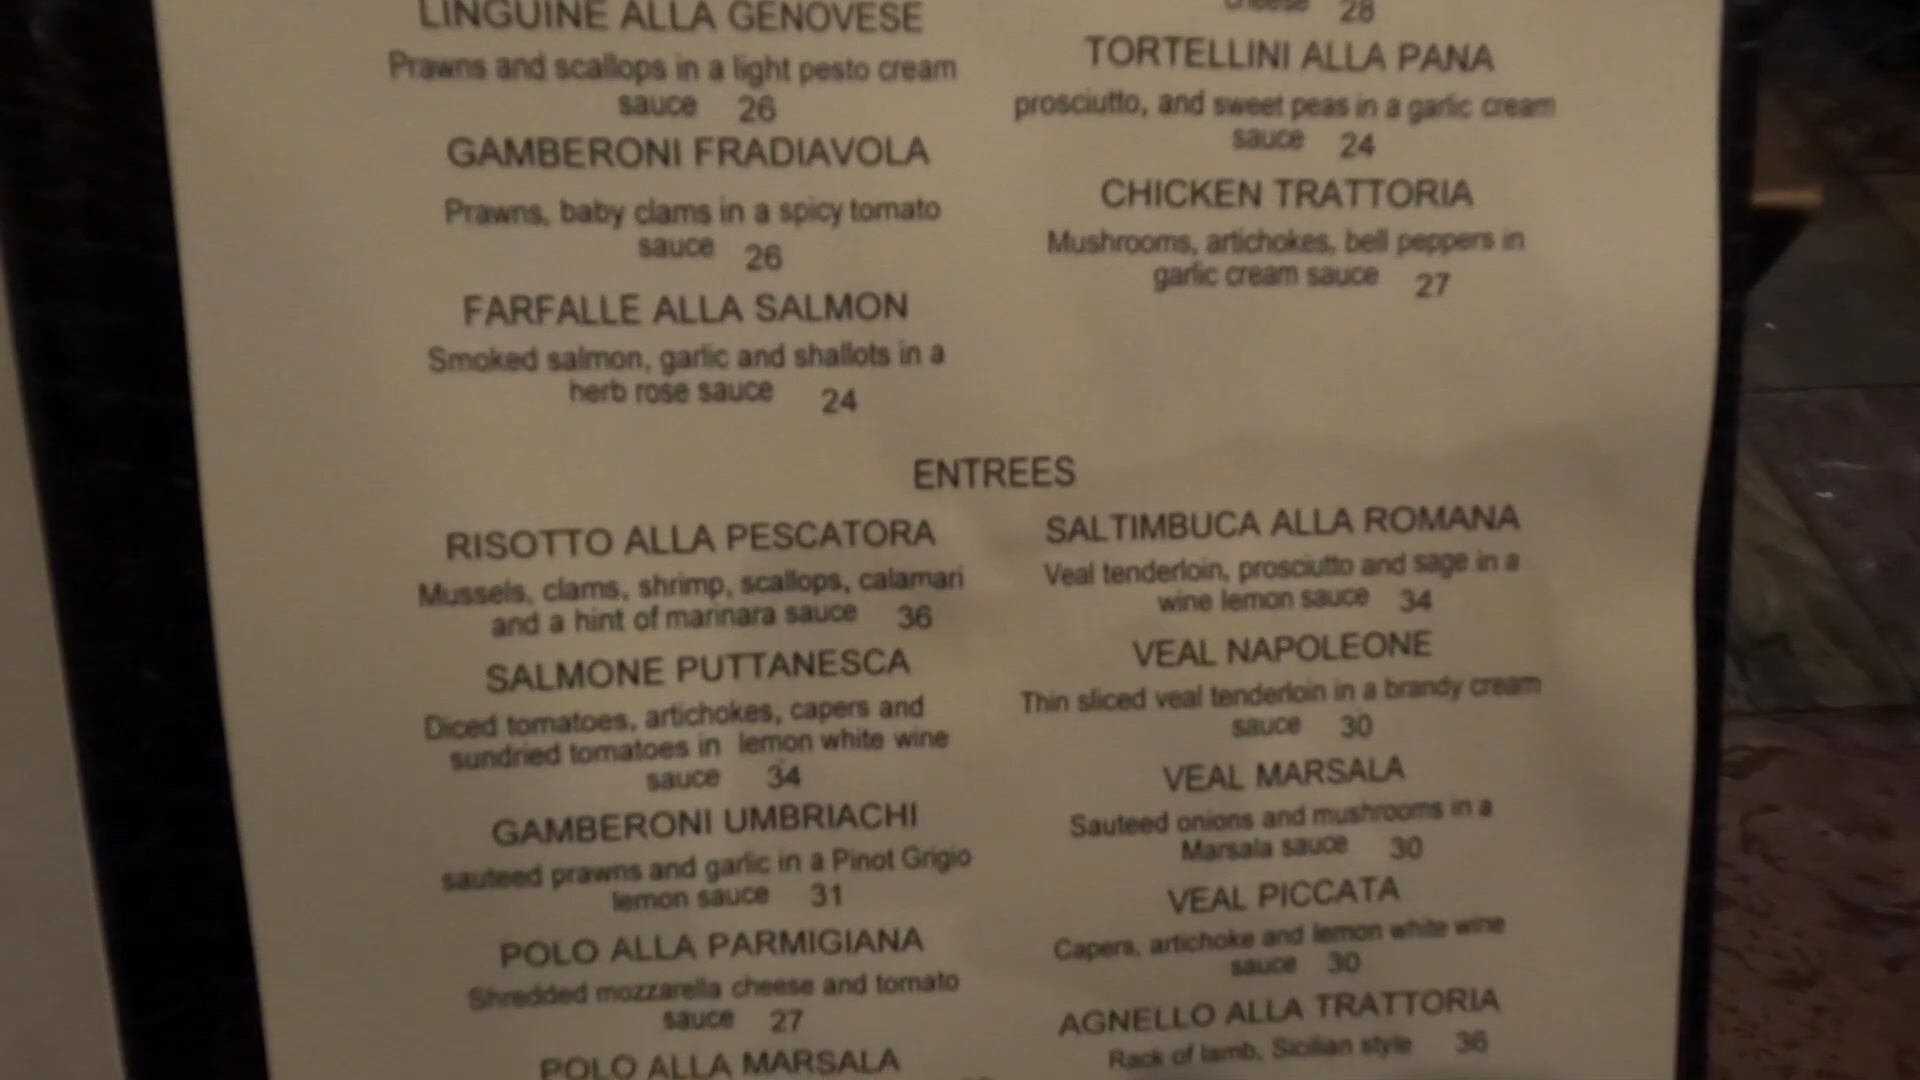 LINGUINE ALLA GENOVESE
Prawns and scallops in a light pesto cream
sauce 26
GAMBERONI FRADIAVOLA
Prawns, baby clams in a spicy tomato
sauce 26
FARFALLE ALLA SALMON
Smoked salmon, garlic and shallots in a
herb rose sauce 24
cheese 28
TORTELLINI ALLA PANA
prosciutto, and sweet peas in a garlic cream
sauce 24
CHICKEN TRATTORIA
Mushrooms, artichokes, bell peppers in
garlic cream sauce 27
ENTREES
RISOTTO ALLA PESCATORA
Mussels, clams, shrimp, scallops, calamari
and a hint of marinara sauce 36
SALMONE PUTTANESCA
Diced tomatoes, artichokes, capers and
sundried tomatoes in lemon white wine
sauce 34
GAMBERONI UMBRIACHI
sauteed prawns and garlic in a Pinot Grigio
lemon sauce 31
POLO ALLA PARMIGIANA
Shredded mozzarella cheese and tomato
sauce 27
POLO ALLA MARSALA
SALTIMBUCA ALLA ROMANA
Veal tenderloin, prosciutto and sage in a
wine lemon sauce 34
VEAL NAPOLEONE
Thin sliced veal tenderloin in a brandy cream
sauce 30
VEAL MARSALA
Sauteed onions and mushrooms in a
Marsala sauce 30
VEAL PICCATA
Capers, artichoke and lemon white wine
sauce 30
AGNELLO ALLA TRATTORIA
Rack of lamb, Sicilian style 36